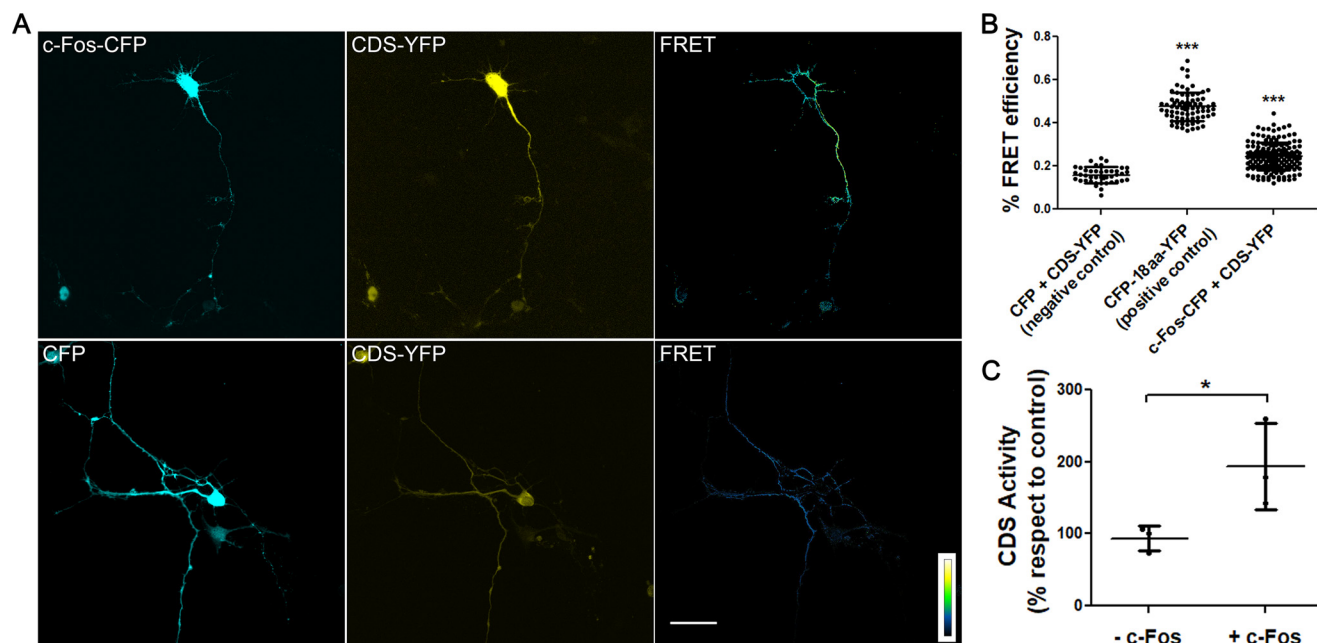 A
c-Fos-CFP
CDS-YFP
FRET
CFP
CDS-YFP
FRET
B
% FRET efficiency
0.8
0.6
0.4
0.2
0.0
***
***
CFP + CDS-YFP
(negative control)
CFP-18aa-YFP
(positive control)
c-Fos-CFP + CDS-YFP
C
CDS Activity
(% respect to control)
300
200
100
0
*
- c-Fos
+ c-Fos